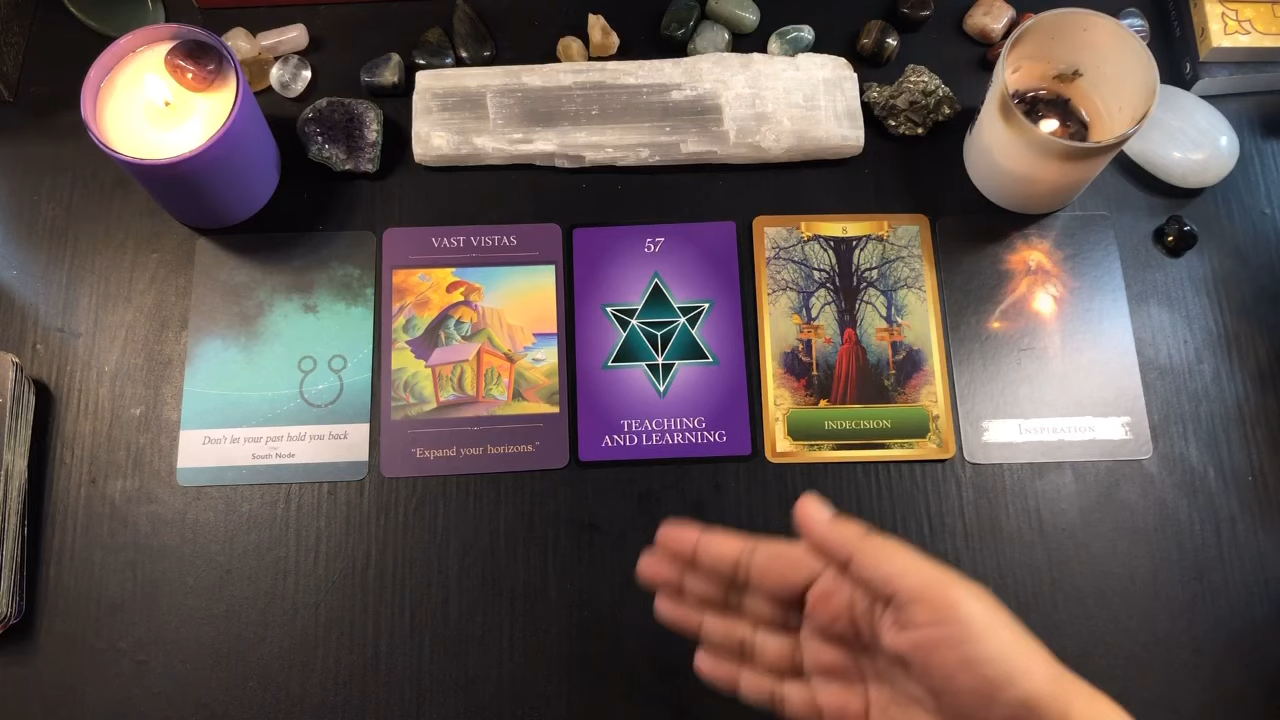 Don't let your past hold you back
South Node
VAST VISTAS
"Expand your horizons."
57
TEACHING
AND LEARNING
8
INDECISION
INSPIRATION